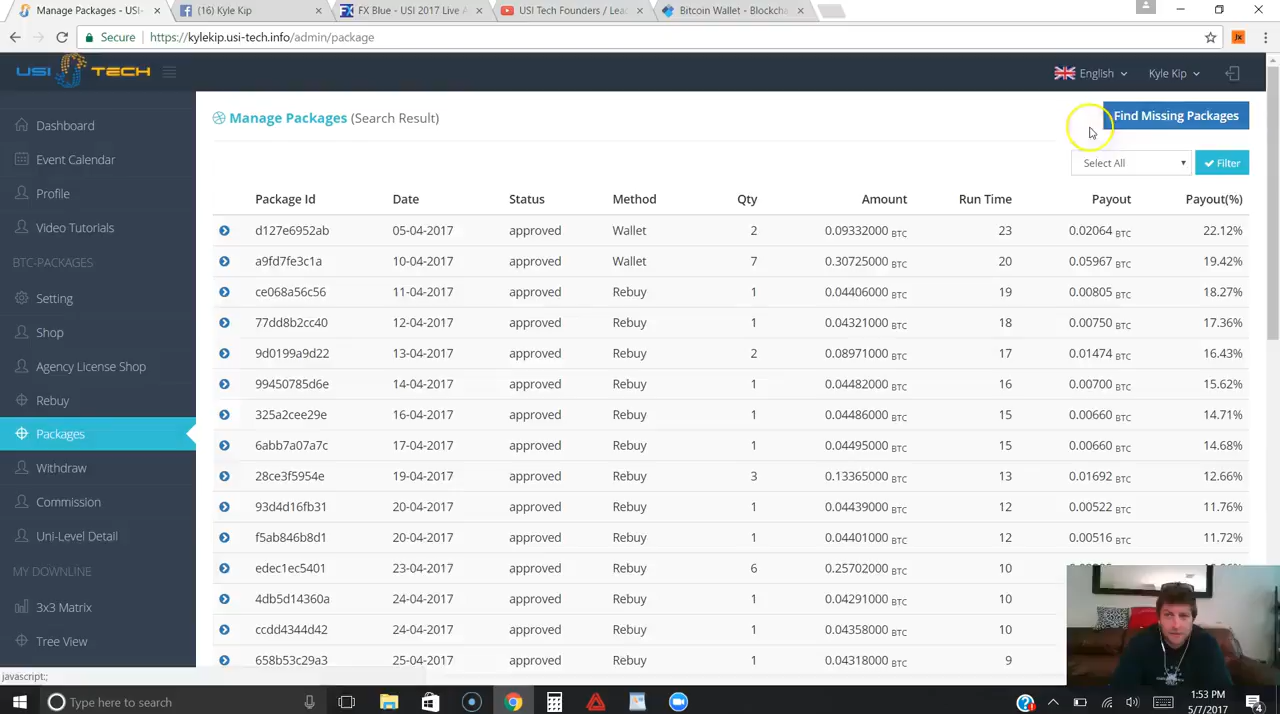 Manage Packages - USI-
(16) Kyle Kip
FX Blue - USI 2017 Live A
USI Tech Founders / Lea
Bitcoin Wallet - Blockcha
Secure
https://kylekip.usi-tech.info/admin/package
USI TECH
English
Kyle Kip
Dashboard
Event Calendar
Profile
Video Tutorials
BTC-PACKAGES
Setting
Shop
Agency License Shop
Rebuy
Packages
Withdraw
Commission
Uni-Level Detail
MY DOWNLINE
3x3 Matrix
Tree View
javascript:;
Manage Packages (Search Result)
Find Missing Packages
Select All
Filter
Package Id Date Status Method Qty Amount Run Time Payout Payout(%)
d127e6952ab 05-04-2017 approved Wallet 2 0.09332000 BTC 23 0.02064 BTC 22.12%
a9fd7fe3c1a 10-04-2017 approved Wallet 7 0.30725000 BTC 20 0.05967 BTC 19.42%
ce068a56c56 11-04-2017 approved Rebuy 1 0.04406000 BTC 19 0.00805 BTC 18.27%
77dd8b2cc40 12-04-2017 approved Rebuy 1 0.04321000 BTC 18 0.00750 BTC 17.36%
9d0199a9d22 13-04-2017 approved Rebuy 2 0.08971000 BTC 17 0.01474 BTC 16.43%
99450785d6e 14-04-2017 approved Rebuy 1 0.04482000 BTC 16 0.00700 BTC 15.62%
325a2cee29e 16-04-2017 approved Rebuy 1 0.04486000 BTC 15 0.00660 BTC 14.71%
6abb7a07a7c 17-04-2017 approved Rebuy 1 0.04495000 BTC 15 0.00660 BTC 14.68%
28ce3f5954e 19-04-2017 approved Rebuy 3 0.13365000 BTC 13 0.01692 BTC 12.66%
93d4d16fb31 20-04-2017 approved Rebuy 1 0.04439000 BTC 12 0.00522 BTC 11.76%
f5ab846b8d1 20-04-2017 approved Rebuy 1 0.04401000 BTC 12 0.00516 BTC 11.72%
edec1ec5401 23-04-2017 approved Rebuy 6 0.25702000 BTC 10
4db5d14360a 24-04-2017 approved Rebuy 1 0.04291000 BTC 10
ccdd4344d42 24-04-2017 approved Rebuy 1 0.04358000 BTC 10
658b53c29a3 25-04-2017 approved Rebuy 1 0.04318000 BTC 9
Type here to search
1:53 PM
5/7/2017
4